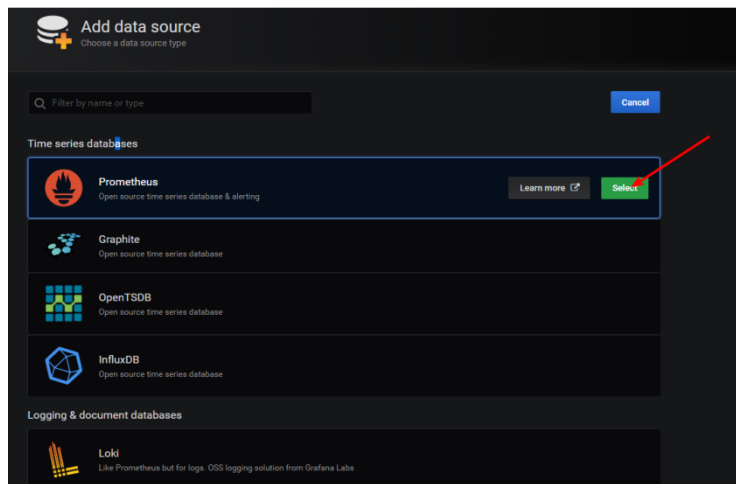 Add data source
Choose a data source type
Filter by name or type
Cancel
Time series databases
Prometheus
Open source time series database & alerting
Learn more
Select
Graphite
Open source time series database
OpenTSDB
Open source time series database
InfluxDB
Open source time series database
Logging & document databases
Loki
Like Prometheus but for logs. OSS logging solution from Grafana Labs